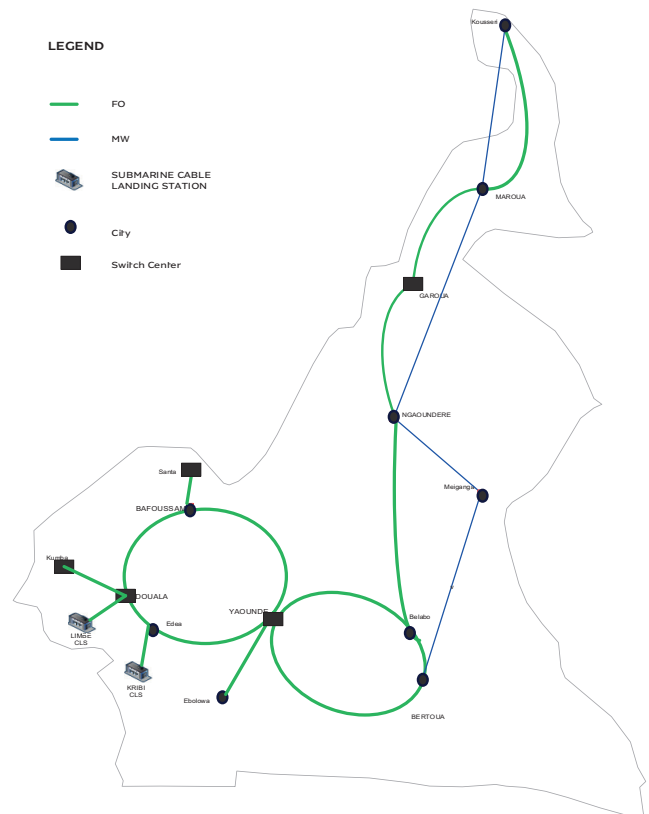 LEGEND
FO
MW
SUBMARINE CABLE
LANDING STATION
City
Switch Center
Kousseri
MAROUA
GAROUA
NGAOUNDERE
Meiganga
Santa
BAFOUSSAM
Kumba
DOUALA
LIMBE
CLS
Edea
YAOUNDE
Belabo
KRIBI
CLS
Ebolowa
BERTOUA